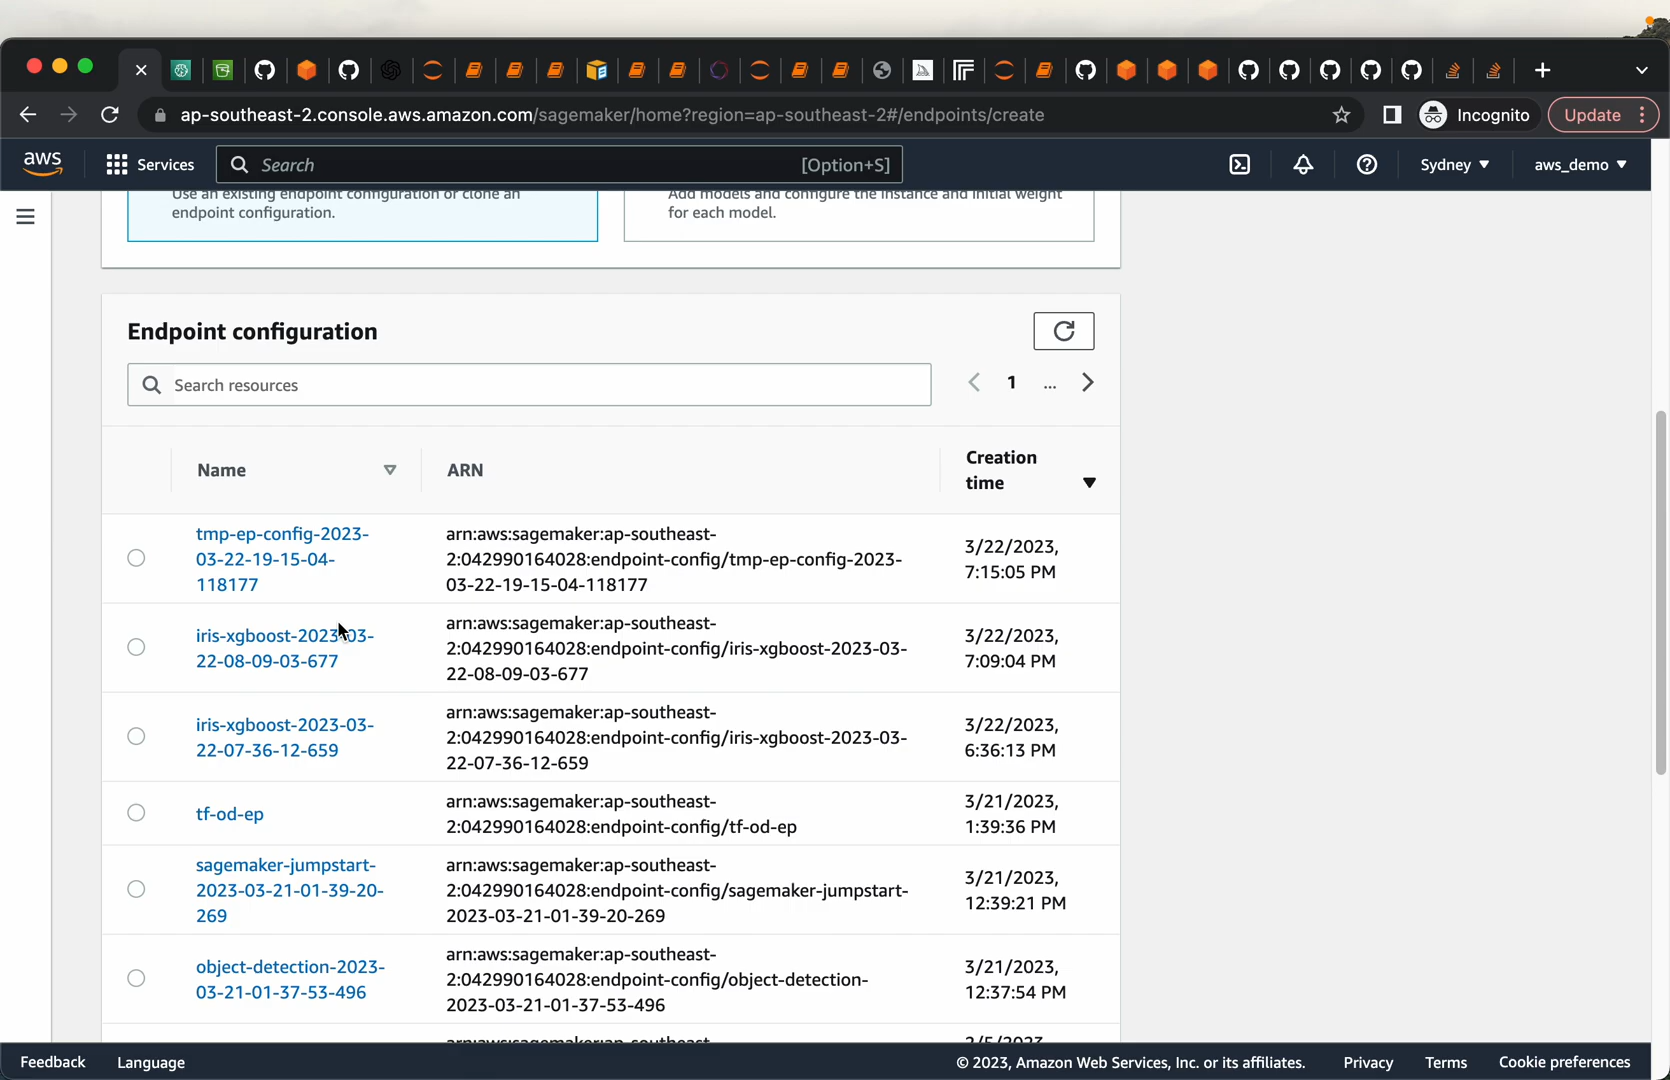 ap-southeast-2.console.aws.amazon.com/sagemaker/home?region=ap-southeast-2#/endpoints/create
Incognito
Update
aws
Services
Search
[Option+S]
Sydney
aws_demo
Use an existing endpoint configuration or clone an
endpoint configuration.
Add models and configure the instance and initial weight
for each model.
Endpoint configuration
Search resources
1
...
Name
ARN
Creation
time
tmp-ep-config-2023-
03-22-19-15-04-
118177
arn:aws:sagemaker:ap-southeast-
2:042990164028:endpoint-config/tmp-ep-config-2023-
03-22-19-15-04-118177
3/22/2023,
7:15:05 PM
iris-xgboost-2023-03-
22-08-09-03-677
arn:aws:sagemaker:ap-southeast-
2:042990164028:endpoint-config/iris-xgboost-2023-03-
22-08-09-03-677
3/22/2023,
7:09:04 PM
iris-xgboost-2023-03-
22-07-36-12-659
arn:aws:sagemaker:ap-southeast-
2:042990164028:endpoint-config/iris-xgboost-2023-03-
22-07-36-12-659
3/22/2023,
6:36:13 PM
tf-od-ep
arn:aws:sagemaker:ap-southeast-
2:042990164028:endpoint-config/tf-od-ep
3/21/2023,
1:39:36 PM
sagemaker-jumpstart-
2023-03-21-01-39-20-
269
arn:aws:sagemaker:ap-southeast-
2:042990164028:endpoint-config/sagemaker-jumpstart-
2023-03-21-01-39-20-269
3/21/2023,
12:39:21 PM
object-detection-2023-
03-21-01-37-53-496
arn:aws:sagemaker:ap-southeast-
2:042990164028:endpoint-config/object-detection-
2023-03-21-01-37-53-496
3/21/2023,
12:37:54 PM
arn:aws:sagemaker:ap-southeast-
Feedback
Language
© 2023, Amazon Web Services, Inc. or its affiliates.
Privacy
Terms
Cookie preferences